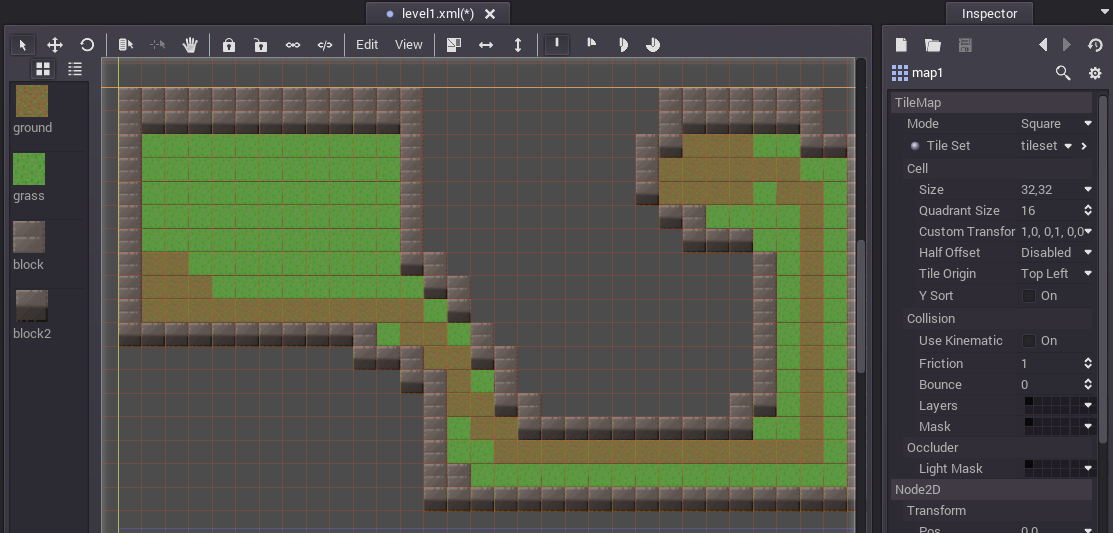 level1.xml(*)
Inspector
Edit View
map1
ground
grass
block
block2
TileMap
Mode Square
Tile Set tileset
Cell
Size 32,32
Quadrant Size 16
Custom Transfor 1,0, 0,1, 0,0
Half Offset Disabled
Tile Origin Top Left
Y Sort On
Collision
Use Kinematic On
Friction 1
Bounce 0
Layers
Mask
Occluder
Light Mask
Node2D
Transform
Pos 0,0